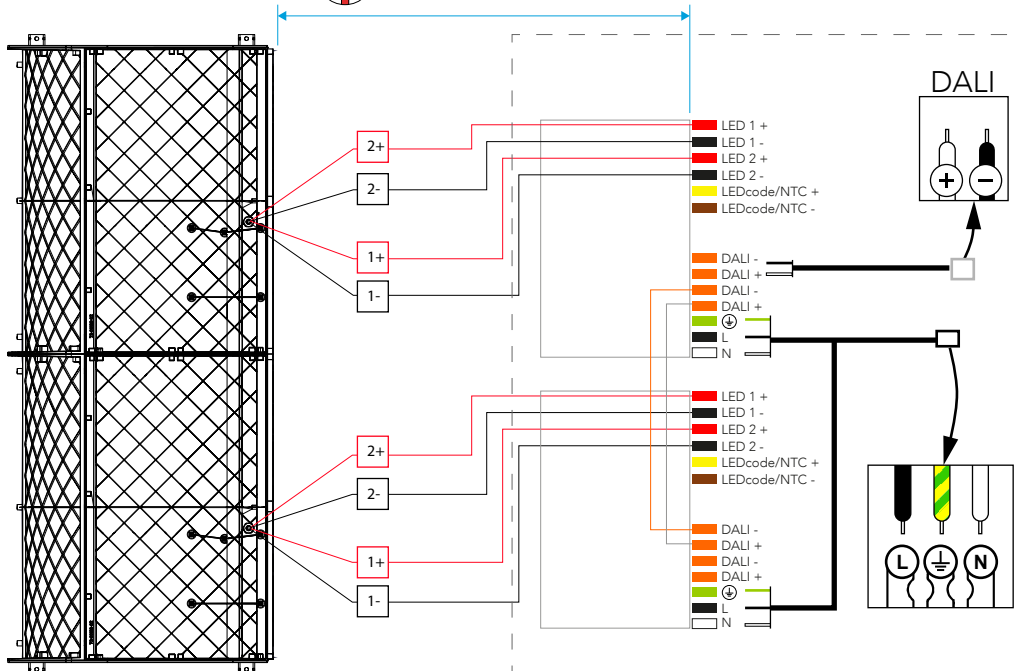 DALI
+ -
2+
2-
1+
1-
LED 1 +
LED 1 -
LED 2 +
LED 2 -
LEDcode/NTC +
LEDcode/NTC -
DALI -
DALI +
DALI -
DALI +
L
N
2+
2-
1+
1-
LED 1 +
LED 1 -
LED 2 +
LED 2 -
LEDcode/NTC +
LEDcode/NTC -
DALI -
DALI +
DALI -
DALI +
L
N
L N